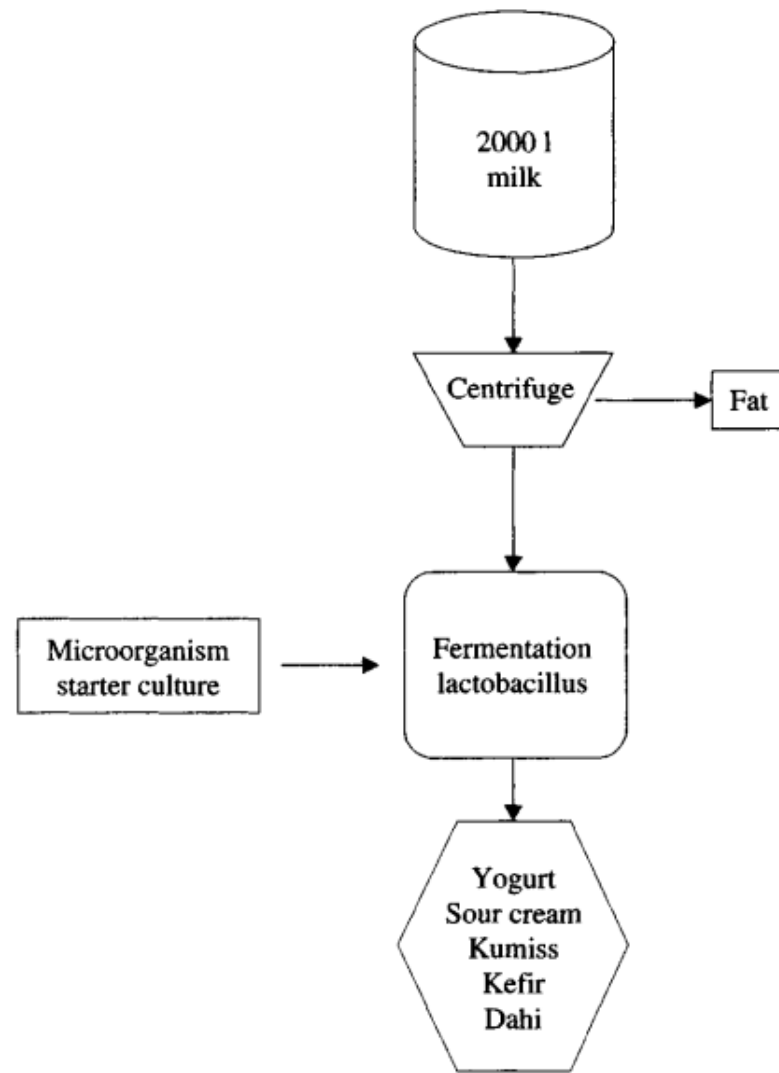 2000 l
milk
Centrifuge
Fat
Microorganism
starter culture
Fermentation
lactobacillus
Yogurt
Sour cream
Kumiss
Kefir
Dahi